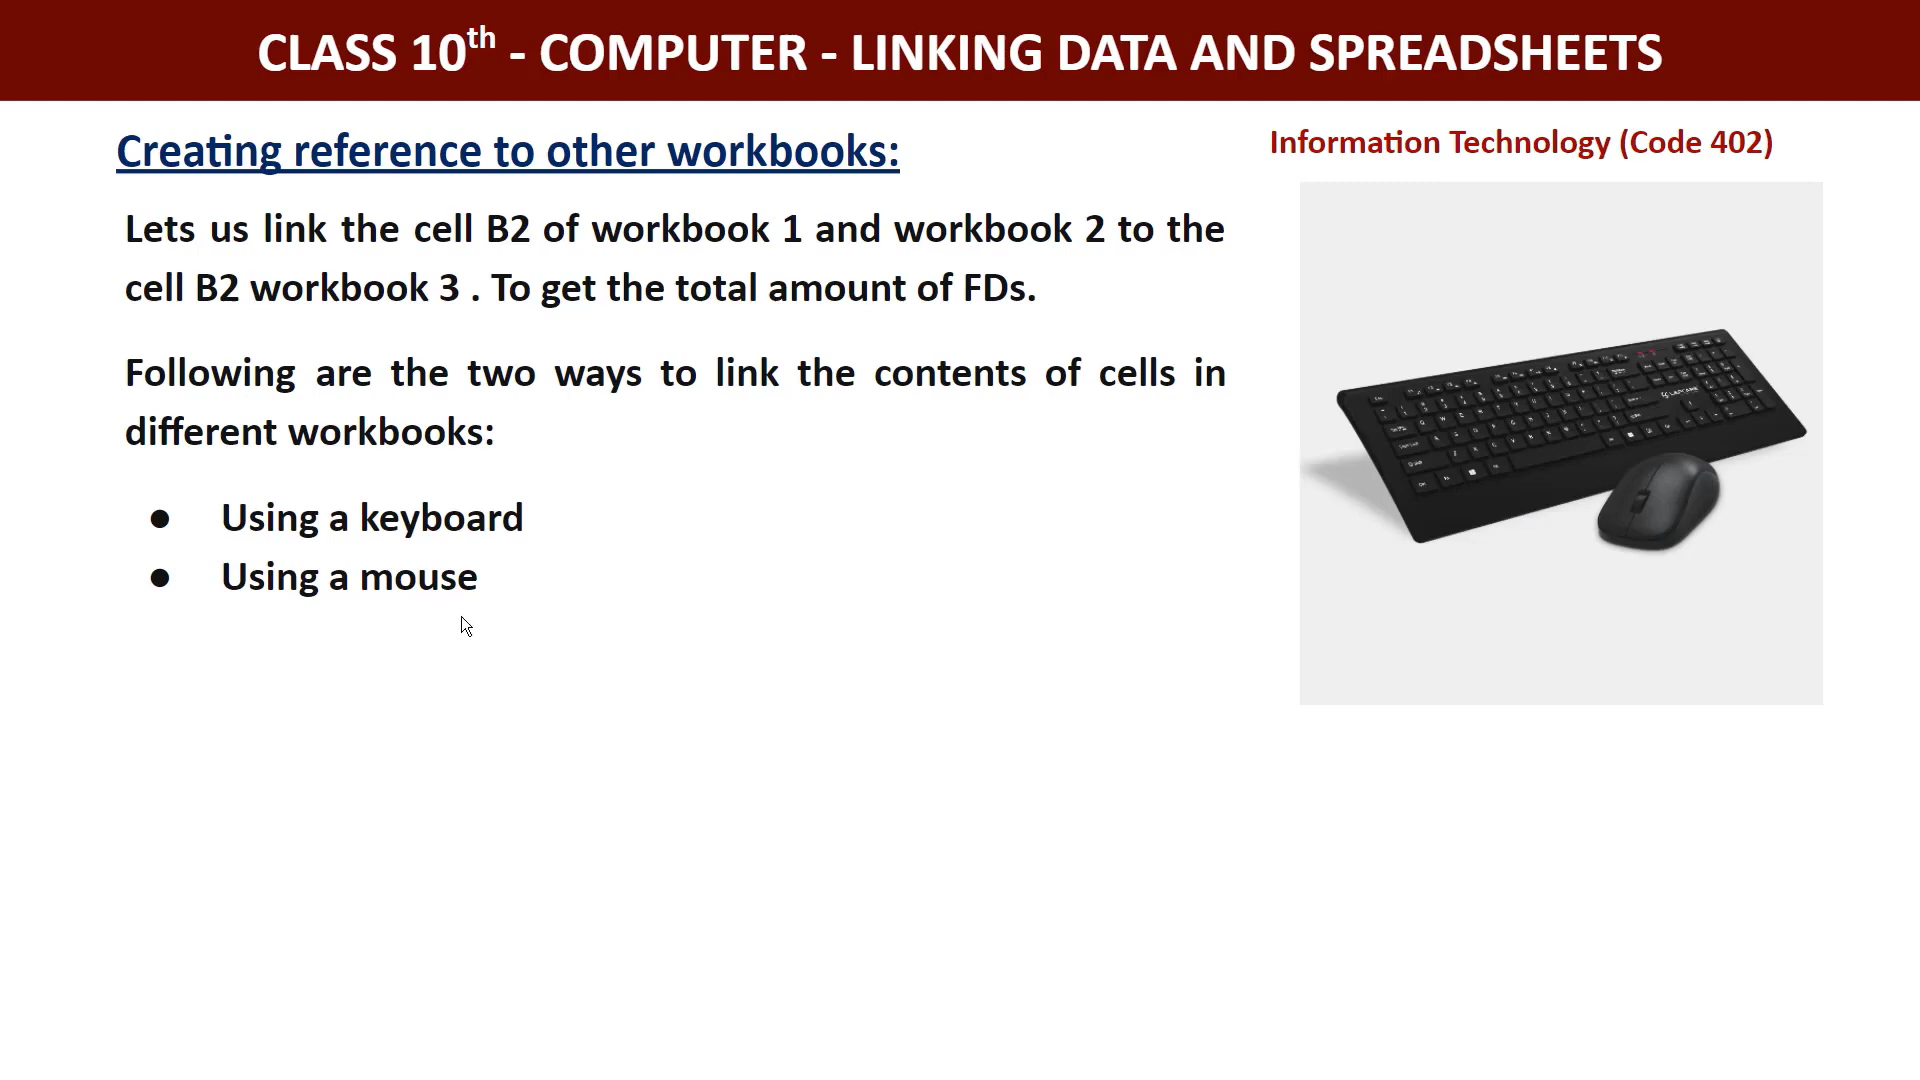 CLASS 10th - COMPUTER - LINKING DATA AND SPREADSHEETS
Creating reference to other workbooks:
Information Technology (Code 402)
Lets us link the cell B2 of workbook 1 and workbook 2 to the
cell B2 workbook 3 . To get the total amount of FDs.
Following are the two ways to link the contents of cells in
different workbooks:
● Using a keyboard
● Using a mouse